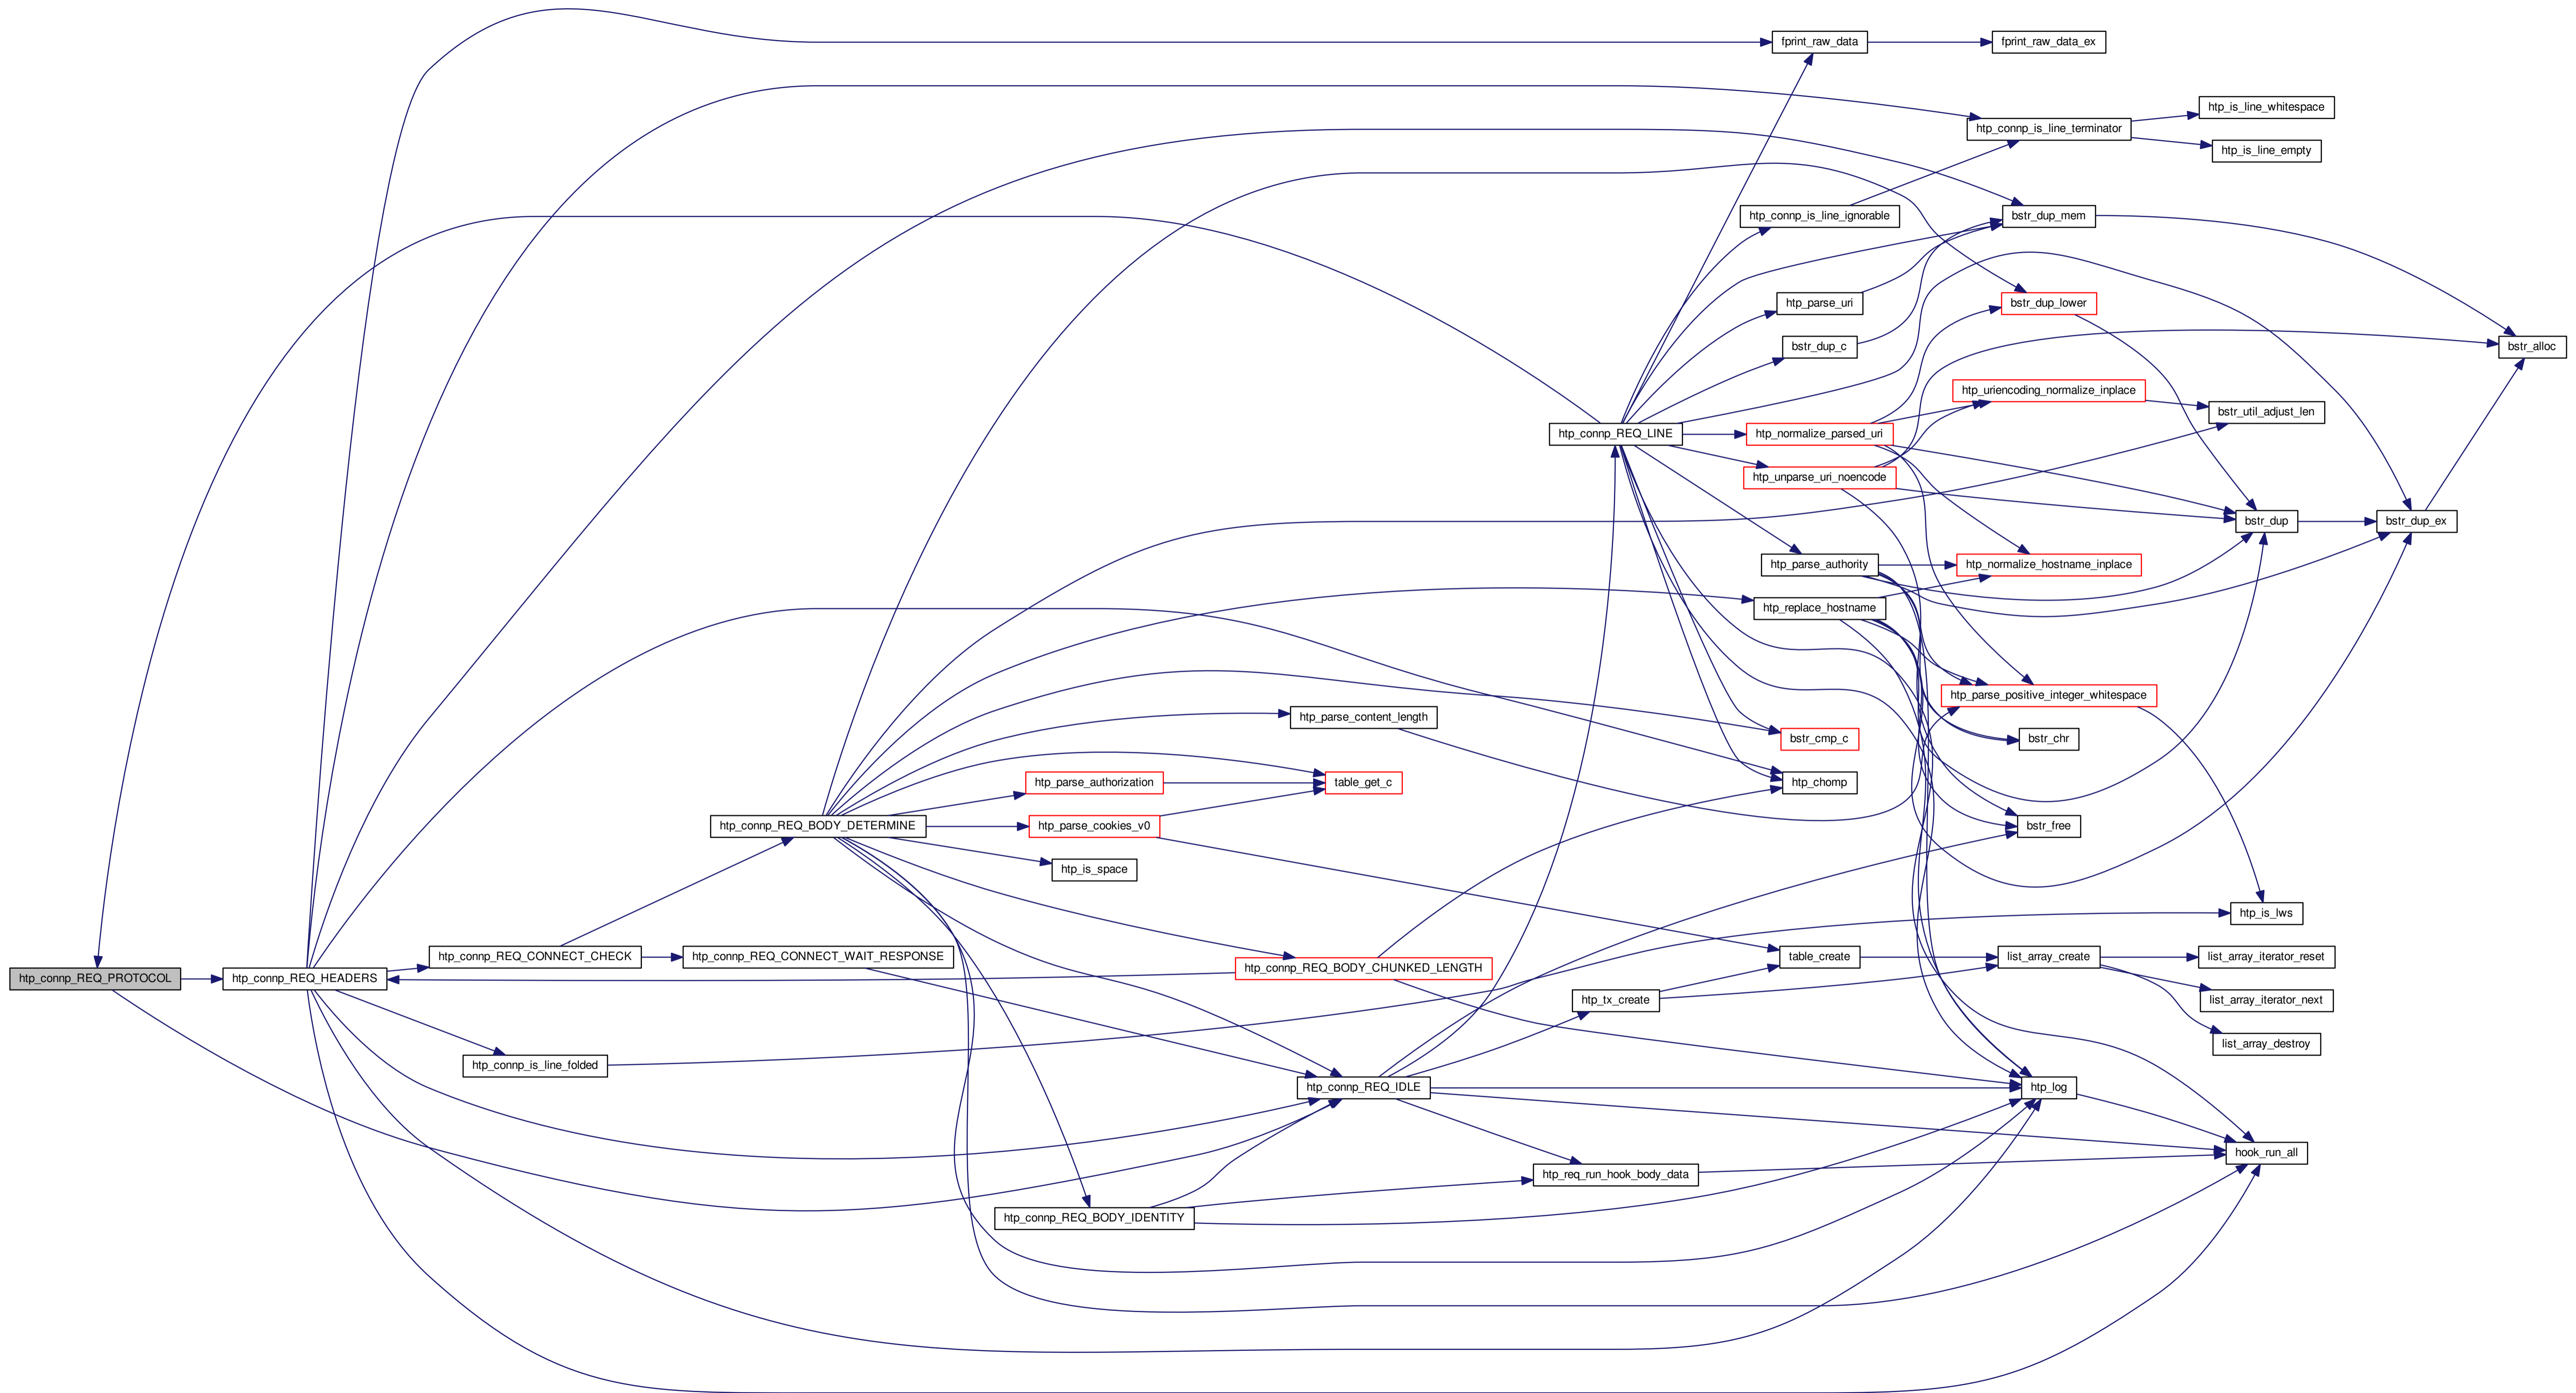 fprint_raw_data
fprint_raw_data_ex
htp_is_line_whitespace
htp_connp_is_line_terminator
htp_is_line_empty
htp_connp_is_line_ignorable
bstr_dup_mem
htp_parse_uri
bstr_dup_lower
bstr_dup_c
bstr_alloc
htp_uriencoding_normalize_inplace
bstr_util_adjust_len
htp_connp_REQ_LINE
htp_normalize_parsed_uri
htp_unparse_uri_noencode
bstr_dup
bstr_dup_ex
htp_parse_authority
htp_normalize_hostname_inplace
htp_replace_hostname
htp_parse_positive_integer_whitespace
htp_parse_content_length
bstr_cmp_c
bstr_chr
htp_parse_authorization
table_get_c
htp_chomp
htp_connp_REQ_BODY_DETERMINE
htp_parse_cookies_v0
bstr_free
htp_is_space
htp_is_lws
htp_connp_REQ_CONNECT_CHECK
htp_connp_REQ_CONNECT_WAIT_RESPONSE
table_create
list_array_create
list_array_iterator_reset
htp_connp_REQ_PROTOCOL
htp_connp_REQ_HEADERS
htp_connp_REQ_BODY_CHUNKED_LENGTH
htp_tx_create
list_array_iterator_next
list_array_destroy
htp_connp_is_line_folded
htp_connp_REQ_IDLE
htp_log
hook_run_all
htp_req_run_hook_body_data
htp_connp_REQ_BODY_IDENTITY